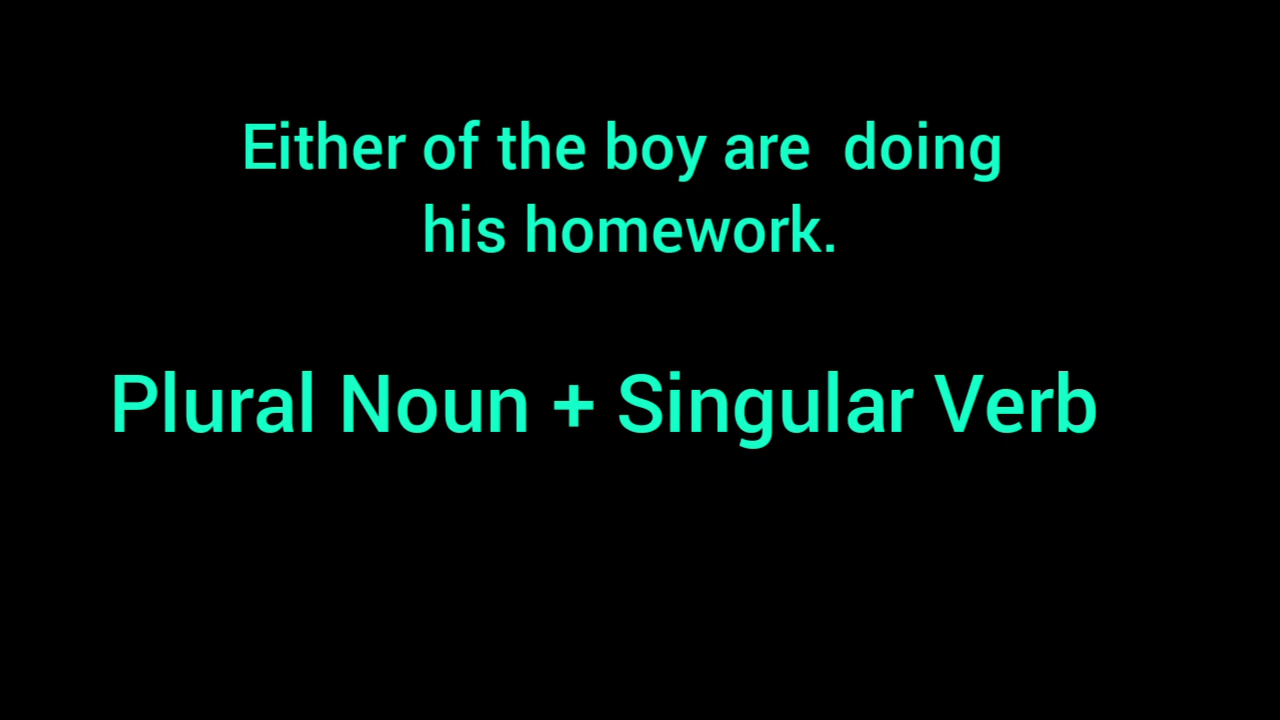 Either of the boy are  doing
his homework.
Plural Noun + Singular Verb